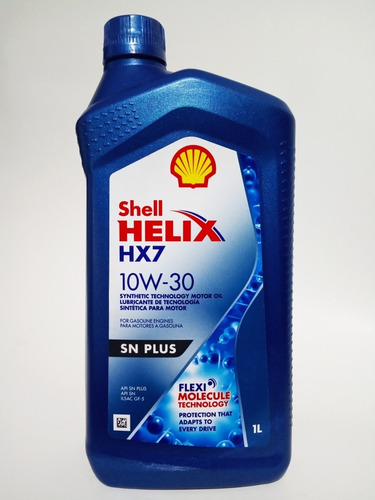 Shell
HELIX
HX7
10W-30
SYNTHETIC TECHNOLOGY MOTOR OIL
LUBRICANTE DE TECNOLOGÍA
SINTÉTICA PARA MOTOR
FOR GASOLINE ENGINES
PARA MOTORES A GASOLINA
SN PLUS
API SN PLUS
API SN
ILSAC GF-5
FLEXI
MOLECULE
TECHNOLOGY
PROTECTION THAT
ADAPTS TO
EVERY DRIVE
1L